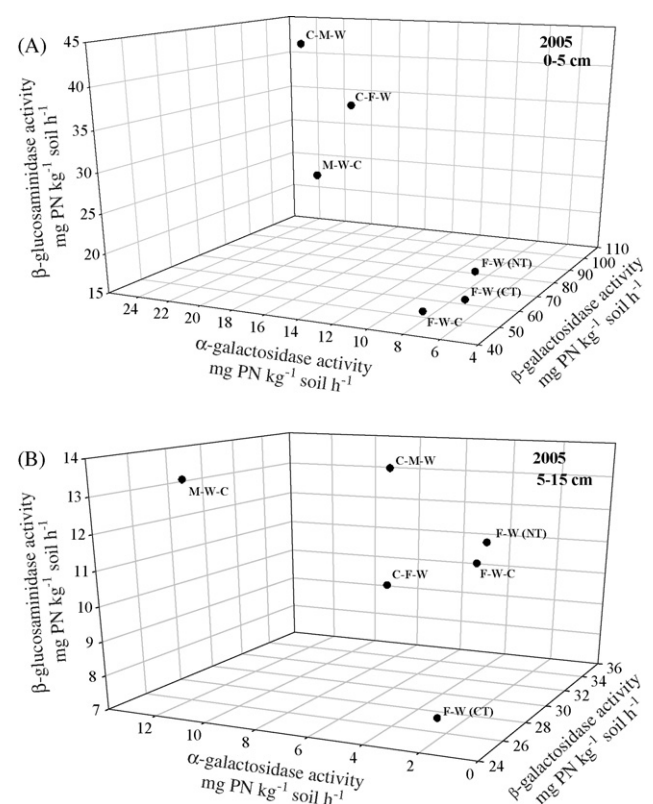 (A)
2005
0-5 cm
C-M-W
C-F-W
M-W-C
F-W (NT)
F-W (CT)
F-W-C
45
40
35
30
25
20
15
β-glucosaminidase activity
mg PN kg⁻¹ soil h⁻¹
24 22 20 18 16 14 12 10 8 6 4
α-galactosidase activity
mg PN kg⁻¹ soil h⁻¹
40 50 60 70 80 90 100 110
β-galactosidase activity
mg PN kg⁻¹ soil h⁻¹
(B)
2005
5-15 cm
C-M-W
M-W-C
F-W (NT)
F-W-C
C-F-W
F-W (CT)
14
13
12
11
10
9
8
7
β-glucosaminidase activity
mg PN kg⁻¹ soil h⁻¹
12 10 8 6 4 2 0
α-galactosidase activity
mg PN kg⁻¹ soil h⁻¹
24 26 28 30 32 34 36
β-galactosidase activity
mg PN kg⁻¹ soil h⁻¹